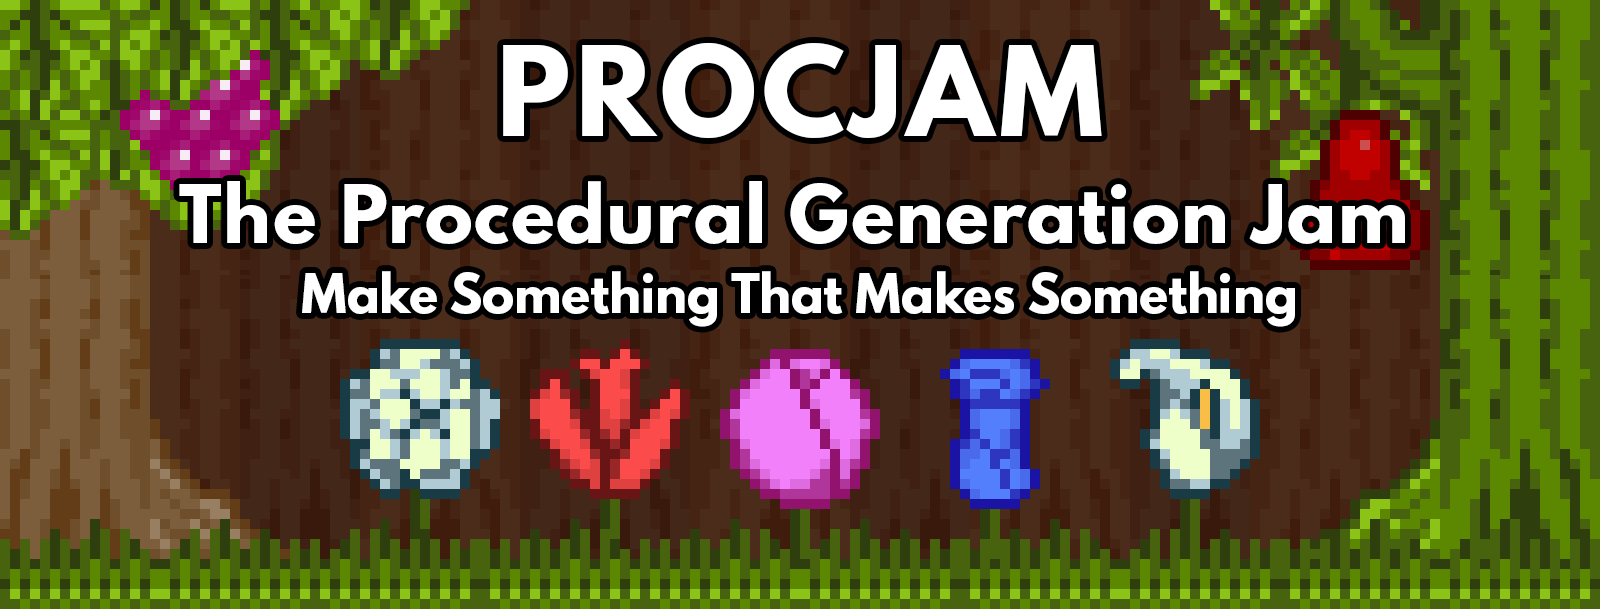 PROCJAM
The Procedural Generation Jam
Make Something That Makes Something